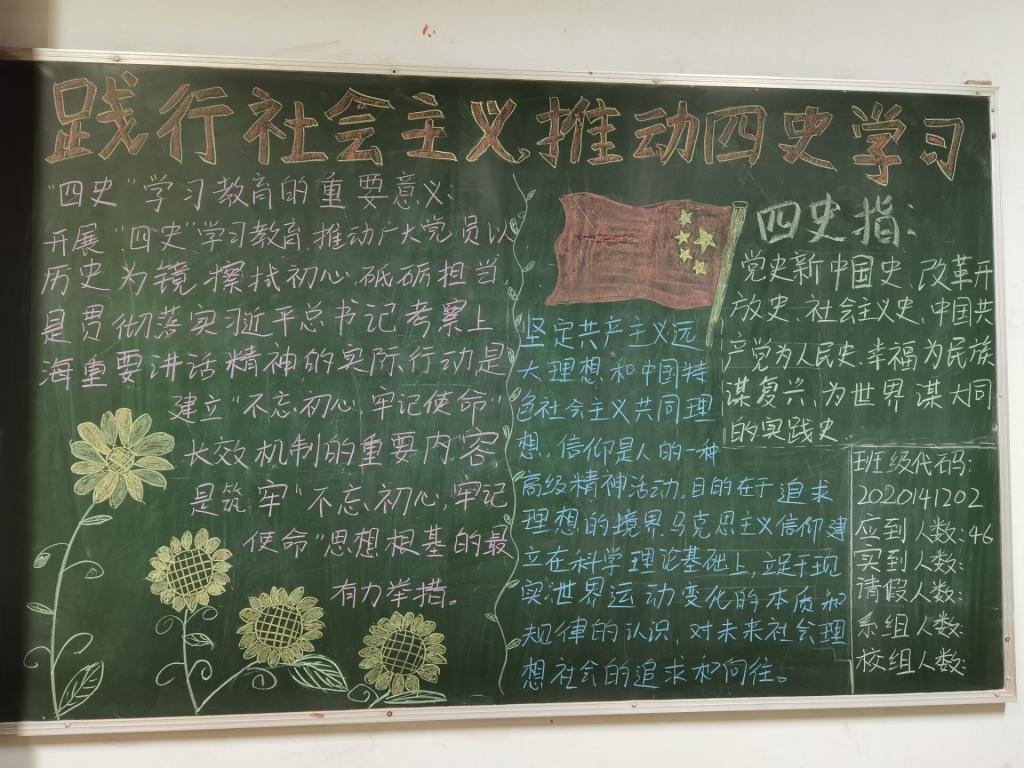 践行社会主义,推动四史学习
"四史"学习教育的重要意义:
开展"四史"学习教育,推动广大党员以
历史为镜,擦找初心,砥砺担当,
是贯彻落实习近平总书记考察上
海重要讲话精神的实际行动是
建立"不忘初心,牢记使命"
长效机制的重要内容
是筑牢"不忘初心,牢记
使命"思想根基的最
有力举措。
坚定共产主义远
大理想,和中国特
色社会主义共同理
想,信仰是人的一种
高级精神活动,目的在于追求
理想的境界.马克思主义信仰建
立在科学理论基础上,立足于现
实世界运动变化的本质和
规律的认识,对未来社会理
想社会的追求和向往。
四史指:
党史新中国史、改革开
放史、社会主义史、中国共
产党为人民史幸福为民族
谋复兴,为世界谋大同
的实践史.
班级代码:
2020141202
应到人数:46
实到人数:
请假人数:
系组人数:
校组人数: